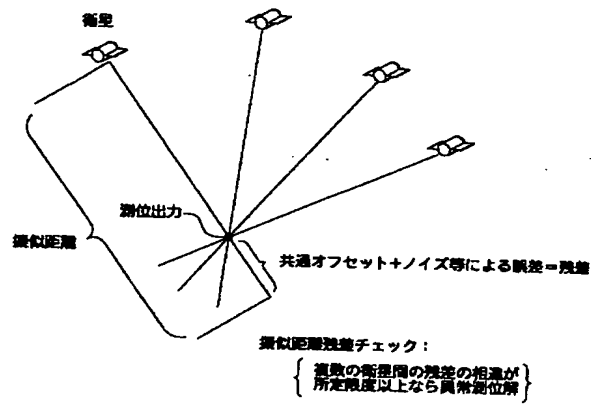 衛星
測位出力
擬似距離
共通オフセット+ノイズ等による誤差=残差
擬似距離残差チェック：
複数の衛星間の残差の相違が
所定限度以上なら異常測位解